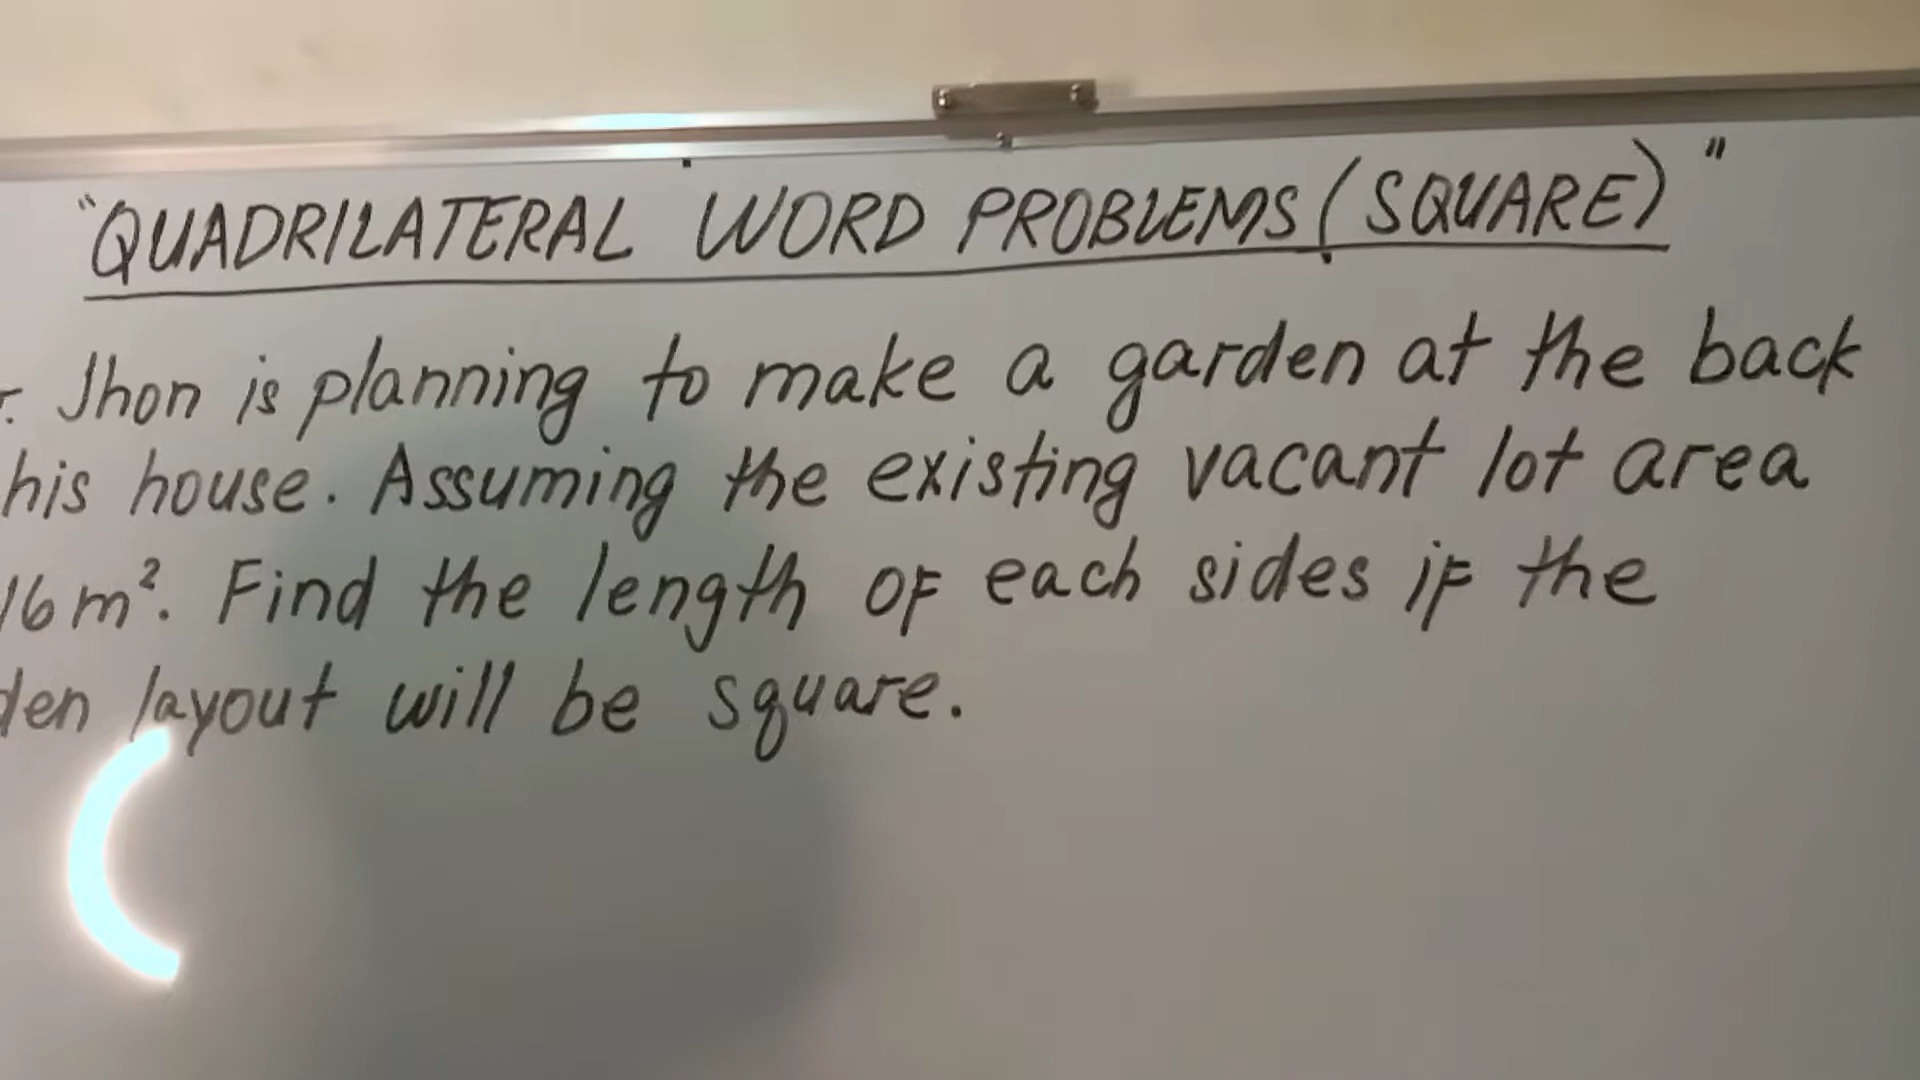 "QUADRILATERAL WORD PROBLEMS (SQUARE)"
Jhon is planning to make a garden at the back
his house. Assuming the existing vacant lot area
16m². Find the length of each sides if the
layout will be square.